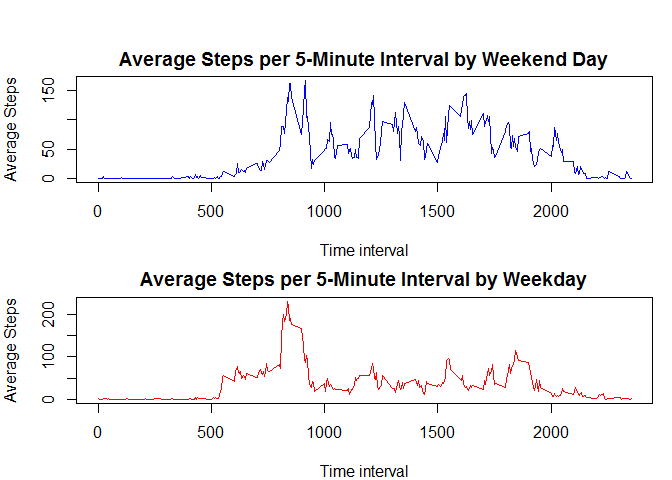 Average Steps per 5-Minute Interval by Weekend Day
Average Steps
150
50
0
0 500 1000 1500 2000
Time interval
Average Steps per 5-Minute Interval by Weekday
Average Steps
200
100
0
0 500 1000 1500 2000
Time interval